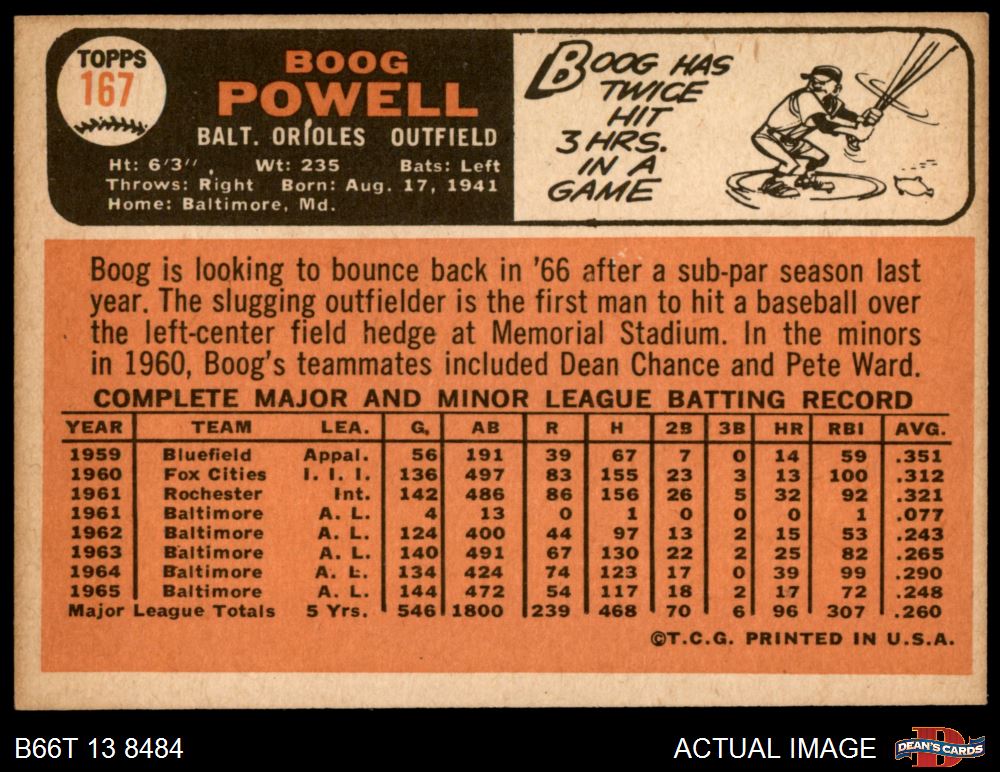 TOPPS
167
BOOG
POWELL
BALT. ORIOLES OUTFIELD
Ht: 6'3" Wt: 235 Bats: Left
Throws: Right Born: Aug. 17, 1941
Home: Baltimore, Md.
BOOG HAS
TWICE
HIT
3 HRS.
IN A
GAME
Boog is looking to bounce back in '66 after a sub-par season last
year. The slugging outfielder is the first man to hit a baseball over
the left-center field hedge at Memorial Stadium. In the minors
in 1960, Boog's teammates included Dean Chance and Pete Ward.
COMPLETE MAJOR AND MINOR LEAGUE BATTING RECORD
YEAR TEAM LEA. G. AB R H 2B 3B HR RBI AVG.
1959 Bluefield Appal. 56 191 39 67 7 0 14 59 .351
1960 Fox Cities I. I. I. 136 497 83 155 23 3 13 100 .312
1961 Rochester Int. 142 486 86 156 26 5 32 92 .321
1961 Baltimore A. L. 4 13 0 1 0 0 0 1 .077
1962 Baltimore A. L. 124 400 44 97 13 2 15 53 .243
1963 Baltimore A. L. 140 491 67 130 22 2 25 82 .265
1964 Baltimore A. L. 134 424 74 123 17 0 39 99 .290
1965 Baltimore A. L. 144 472 54 117 18 2 17 72 .248
Major League Totals 5 Yrs. 546 1800 239 468 70 6 96 307 .260
©T.C.G. PRINTED IN U.S.A.
B66T 13 8484 ACTUAL IMAGE
DEAN'S CARDS